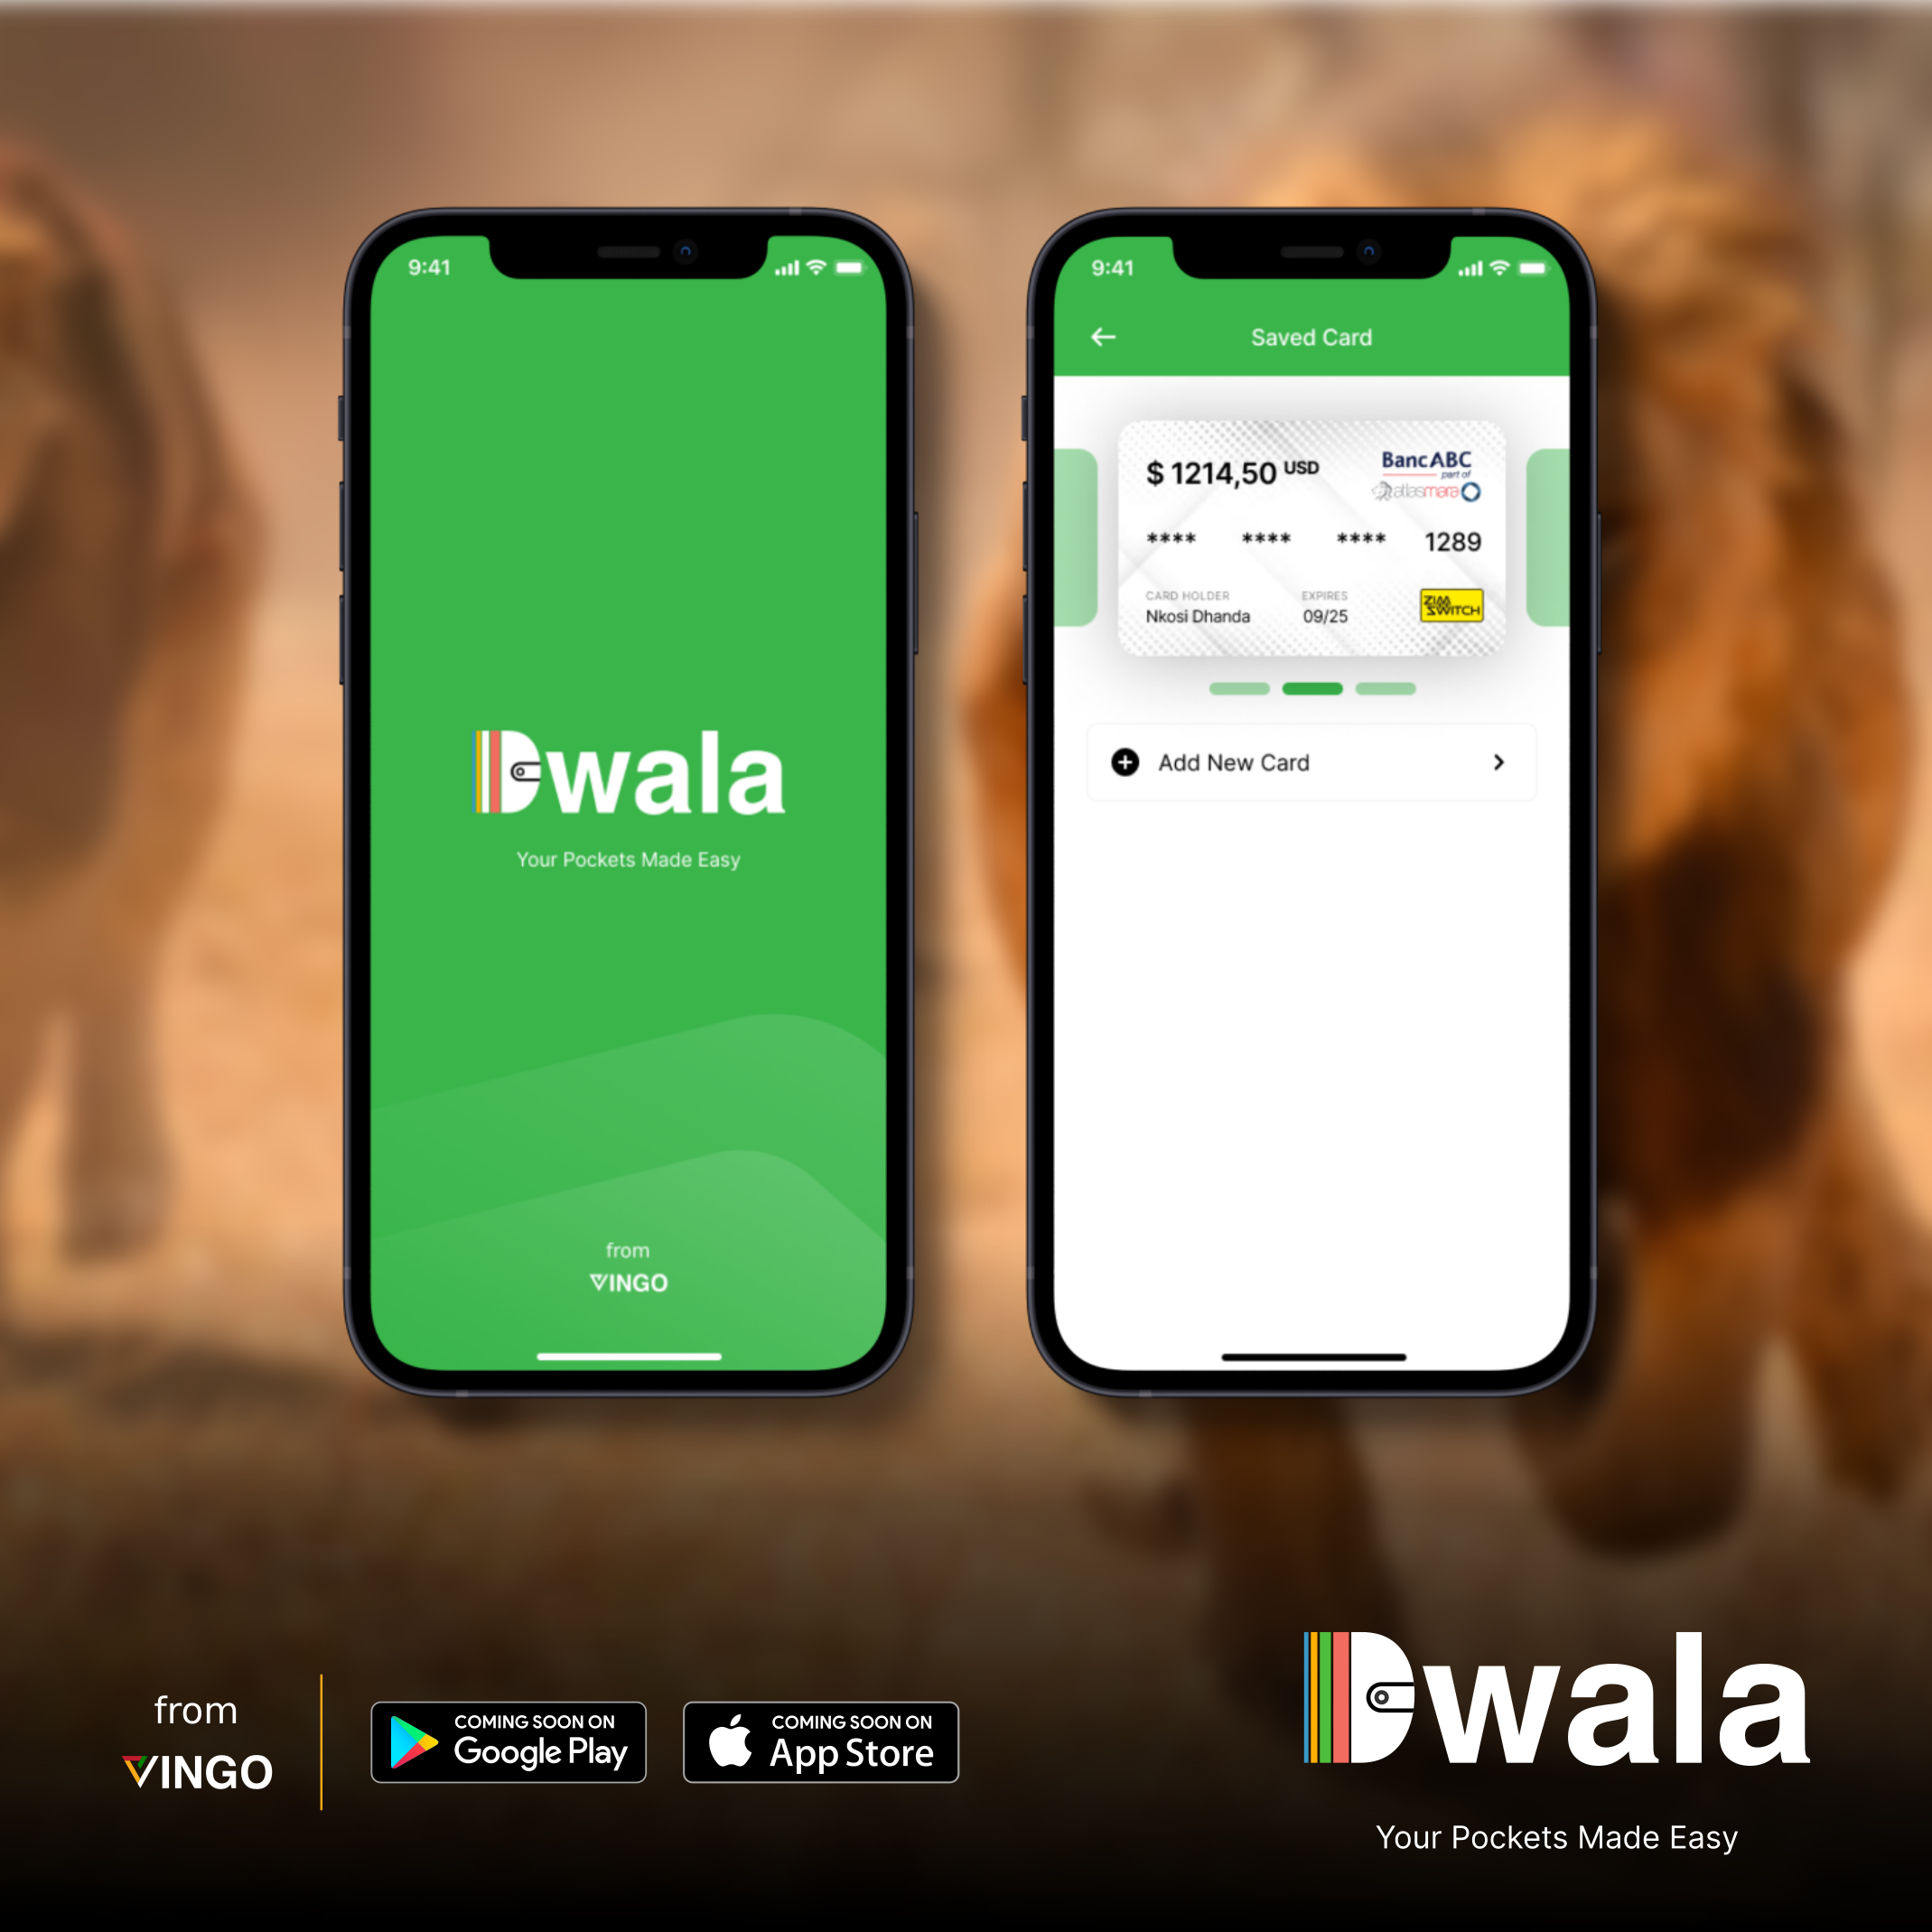 9:41
Dwala
Your Pockets Made Easy
from
VINGO
9:41
Saved Card
$ 1214,50 USD
BancABC
part of
atlasmara
**** **** **** 1289
CARD HOLDER
Nkosi Dhanda
EXPIRES
09/25
ZIM
SWITCH
Add New Card
from
VINGO
COMING SOON ON
Google Play
COMING SOON ON
App Store
Dwala
Your Pockets Made Easy